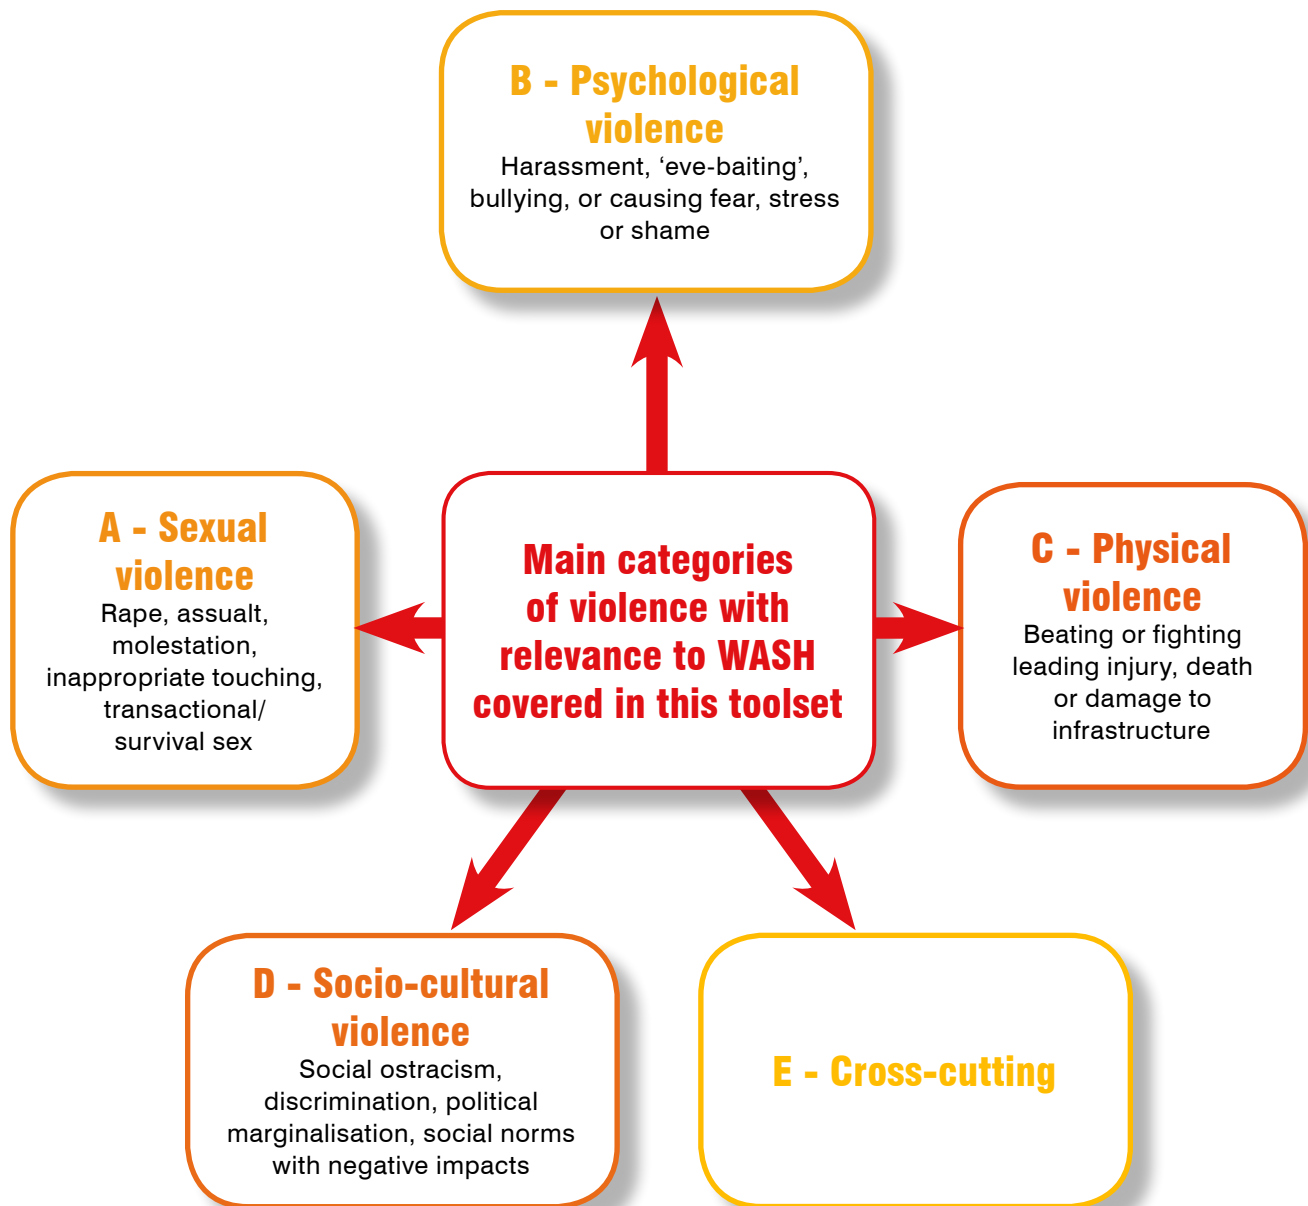 B - Psychological
violence
Harassment, ‘eve-baiting’,
bullying, or causing fear, stress
or shame
A - Sexual
violence
Rape, assualt,
molestation,
inappropriate touching,
transactional/
survival sex
Main categories
of violence with
relevance to WASH
covered in this toolset
C - Physical
violence
Beating or fighting
leading injury, death
or damage to
infrastructure
D - Socio-cultural
violence
Social ostracism,
discrimination, political
marginalisation, social norms
with negative impacts
E - Cross-cutting